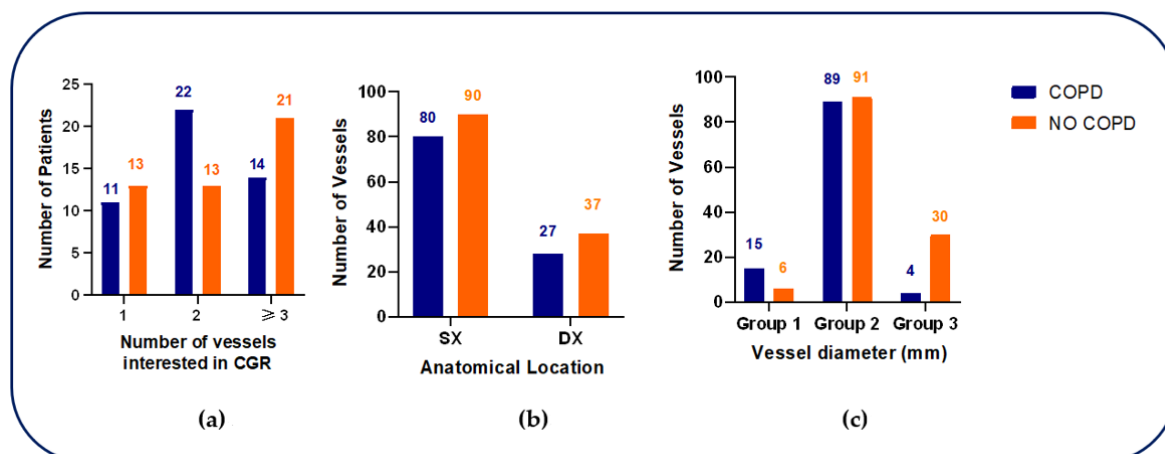 25
20
15
10
5
0
Number of Patients
11
13
22
13
14
21
1
2
⩾ 3
Number of vessels
interested in CGR
(a)
100
80
60
40
20
0
Number of Vessels
80
90
27
37
SX
DX
Anatomical Location
(b)
100
80
60
40
20
0
Number of Vessels
15
6
89
91
4
30
Group 1
Group 2
Group 3
Vessel diameter (mm)
(c)
COPD
NO COPD